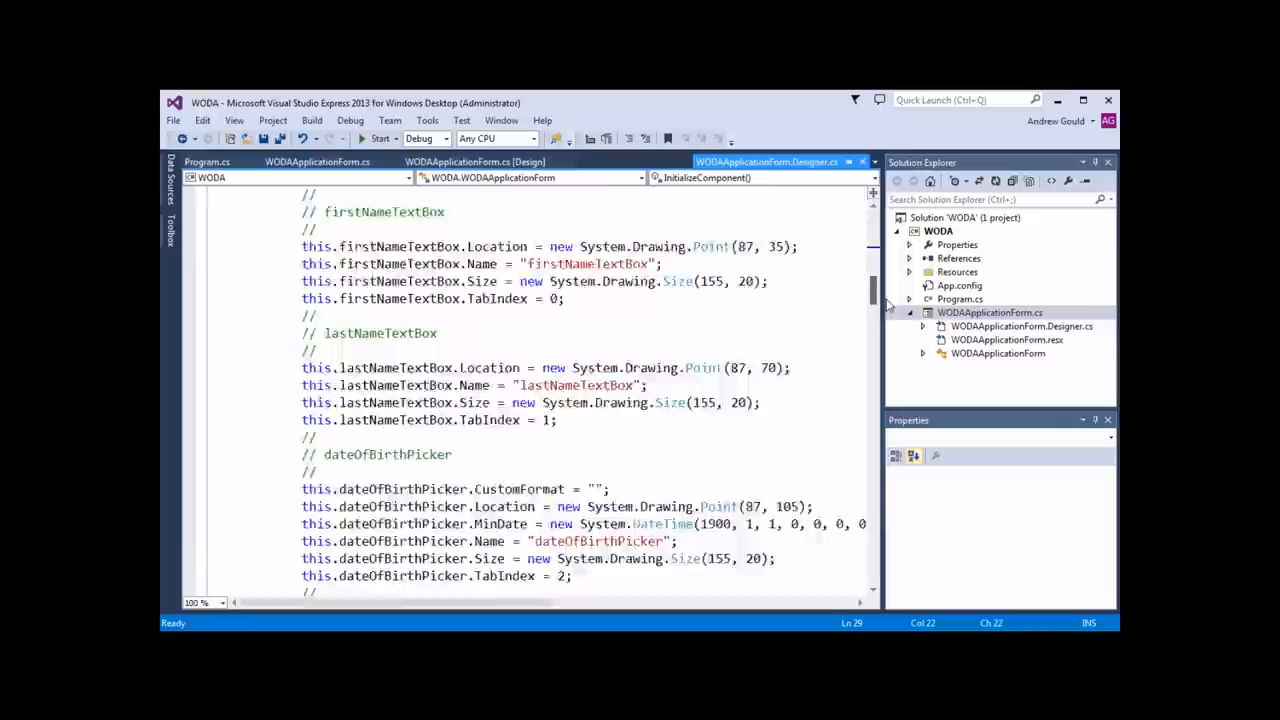 WODA - Microsoft Visual Studio Express 2013 for Windows Desktop (Administrator)
Quick Launch (Ctrl+Q)
File Edit View Project Build Debug Team Tools Test Window Help
Andrew Gould AG
Start Debug Any CPU
Program.cs WODAApplicationForm.cs WODAApplicationForm.cs [Design] WODAApplicationForm.Designer.cs
WODA WODA.WODAApplicationForm InitializeComponent()
Data Sources
Toolbox
//
// firstNameTextBox
//
this.firstNameTextBox.Location = new System.Drawing.Point(87, 35);
this.firstNameTextBox.Name = "firstNameTextBox";
this.firstNameTextBox.Size = new System.Drawing.Size(155, 20);
this.firstNameTextBox.TabIndex = 0;
//
// lastNameTextBox
//
this.lastNameTextBox.Location = new System.Drawing.Point(87, 70);
this.lastNameTextBox.Name = "lastNameTextBox";
this.lastNameTextBox.Size = new System.Drawing.Size(155, 20);
this.lastNameTextBox.TabIndex = 1;
//
// dateOfBirthPicker
//
this.dateOfBirthPicker.CustomFormat = "";
this.dateOfBirthPicker.Location = new System.Drawing.Point(87, 105);
this.dateOfBirthPicker.MinDate = new System.DateTime(1900, 1, 1, 0, 0, 0, 0
this.dateOfBirthPicker.Name = "dateOfBirthPicker";
this.dateOfBirthPicker.Size = new System.Drawing.Size(155, 20);
this.dateOfBirthPicker.TabIndex = 2;
//
100 %
Solution Explorer
Search Solution Explorer (Ctrl+;)
Solution 'WODA' (1 project)
WODA
Properties
References
Resources
App.config
Program.cs
WODAApplicationForm.cs
WODAApplicationForm.Designer.cs
WODAApplicationForm.resx
WODAApplicationForm
Properties
Ready Ln 29 Col 22 Ch 22 INS